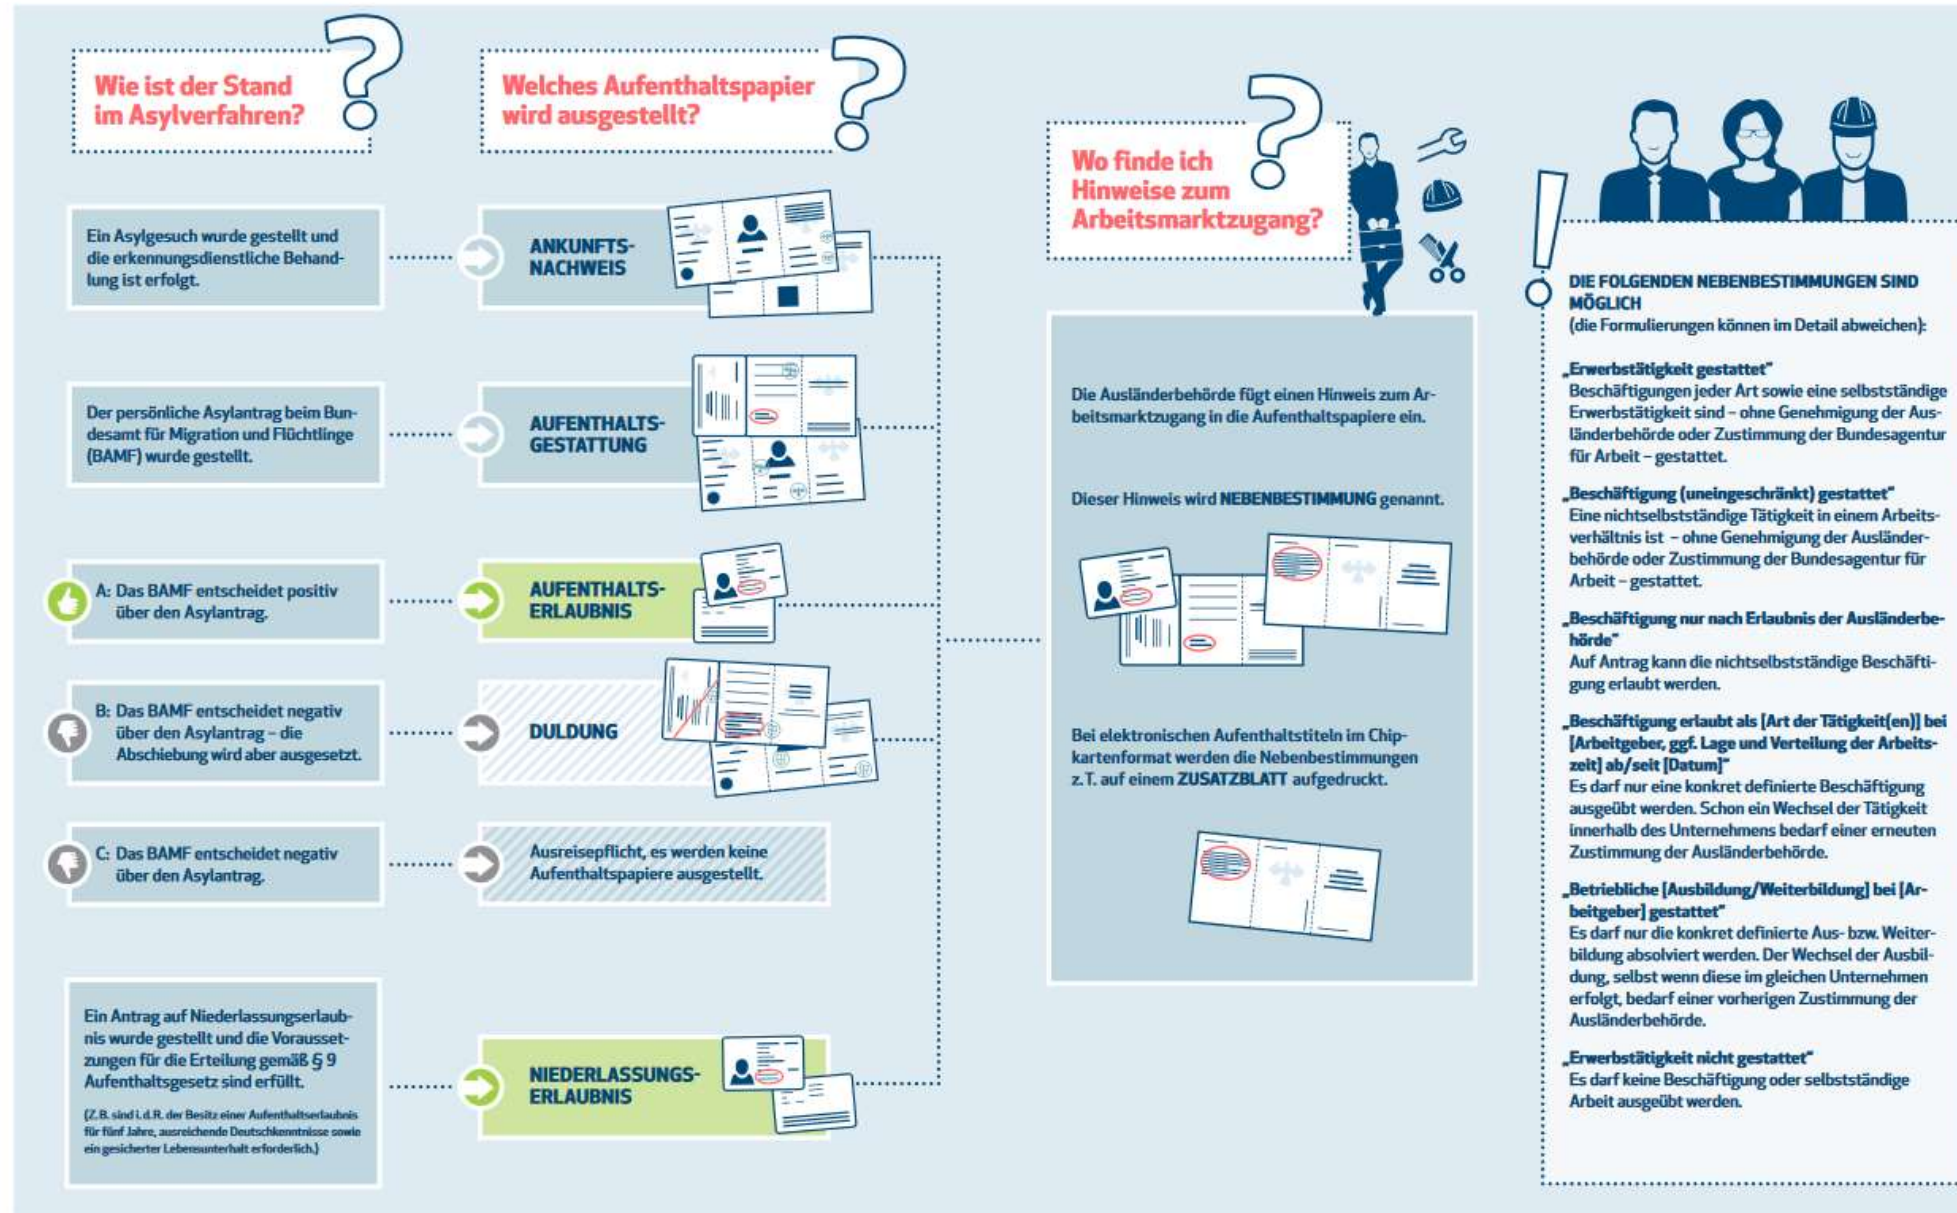 Wie ist der Stand
im Asylverfahren?
Welches Aufenthaltspapier
wird ausgestellt?
Ein Asylgesuch wurde gestellt und
die erkennungsdienstliche Behand-
lung ist erfolgt.
ANKUNFTS-
NACHWEIS
Der persönliche Asylantrag beim Bun-
desamt für Migration und Flüchtlinge
(BAMF) wurde gestellt.
AUFENTHALTS-
GESTATTUNG
A: Das BAMF entscheidet positiv
über den Asylantrag.
AUFENTHALTS-
ERLAUBNIS
B: Das BAMF entscheidet negativ
über den Asylantrag – die
Abschiebung wird aber ausgesetzt.
DULDUNG
C: Das BAMF entscheidet negativ
über den Asylantrag.
Ausreisepflicht, es werden keine
Aufenthaltspapiere ausgestellt.
Ein Antrag auf Niederlassungserlaub-
nis wurde gestellt und die Vorausset-
zungen für die Erteilung gemäß § 9
Aufenthaltsgesetz sind erfüllt.
(Z.B. sind i.d.R. der Besitz einer Aufenthaltserlaubnis
für fünf Jahre, ausreichende Deutschkenntnisse sowie
ein gesicherter Lebensunterhalt erforderlich.)
NIEDERLASSUNGS-
ERLAUBNIS
Wo finde ich
Hinweise zum
Arbeitsmarktzugang?
Die Ausländerbehörde fügt einen Hinweis zum Ar-
beitsmarktzugang in die Aufenthaltspapiere ein.
Dieser Hinweis wird NEBENBESTIMMUNG genannt.
Bei elektronischen Aufenthaltstiteln im Chip-
kartenformat werden die Nebenbestimmungen
z.T. auf einem ZUSATZBLATT aufgedruckt.
DIE FOLGENDEN NEBENBESTIMMUNGEN SIND
MÖGLICH
(die Formulierungen können im Detail abweichen):
„Erwerbstätigkeit gestattet“
Beschäftigungen jeder Art sowie eine selbstständige
Erwerbstätigkeit sind – ohne Genehmigung der Aus-
länderbehörde oder Zustimmung der Bundesagentur
für Arbeit – gestattet.
„Beschäftigung (uneingeschränkt) gestattet“
Eine nichtselbstständige Tätigkeit in einem Arbeits-
verhältnis ist – ohne Genehmigung der Ausländer-
behörde oder Zustimmung der Bundesagentur für
Arbeit – gestattet.
„Beschäftigung nur nach Erlaubnis der Ausländerbe-
hörde“
Auf Antrag kann die nichtselbstständige Beschäfti-
gung erlaubt werden.
„Beschäftigung erlaubt als [Art der Tätigkeit(en)] bei
[Arbeitgeber, ggf. Lage und Verteilung der Arbeits-
zeit] ab/seit [Datum]“
Es darf nur eine konkret definierte Beschäftigung
ausgeübt werden. Schon ein Wechsel der Tätigkeit
innerhalb des Unternehmens bedarf einer erneuten
Zustimmung der Ausländerbehörde.
„Betriebliche [Ausbildung/Weiterbildung] bei [Ar-
beitgeber] gestattet“
Es darf nur die konkret definierte Aus- bzw. Weiter-
bildung absolviert werden. Der Wechsel der Ausbil-
dung, selbst wenn diese im gleichen Unternehmen
erfolgt, bedarf einer vorherigen Zustimmung der
Ausländerbehörde.
„Erwerbstätigkeit nicht gestattet“
Es darf keine Beschäftigung oder selbstständige
Arbeit ausgeübt werden.